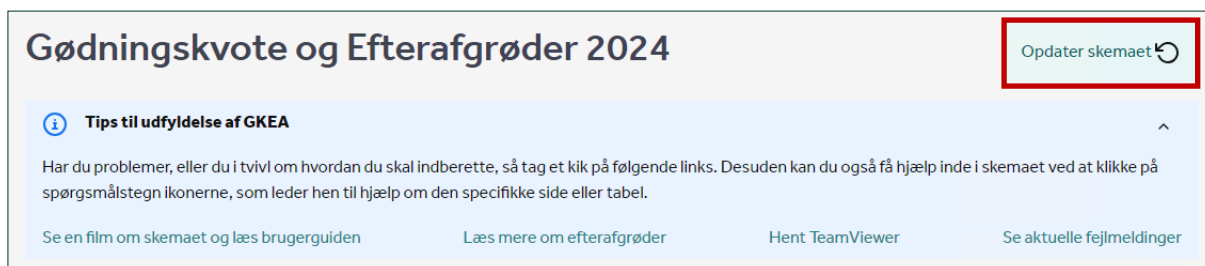 Gødningskvote og Efterafgrøder 2024
Opdater skemaet
Tips til udfyldelse af GKEA
Har du problemer, eller du i tvivl om hvordan du skal indberette, så tag et kik på følgende links. Desuden kan du også få hjælp inde i skemaet ved at klikke på
spørgsmålstegn ikonerne, som leder hen til hjælp om den specifikke side eller tabel.
Se en film om skemaet og læs brugerguiden
Læs mere om efterafgrøder
Hent TeamViewer
Se aktuelle fejlmeldinger